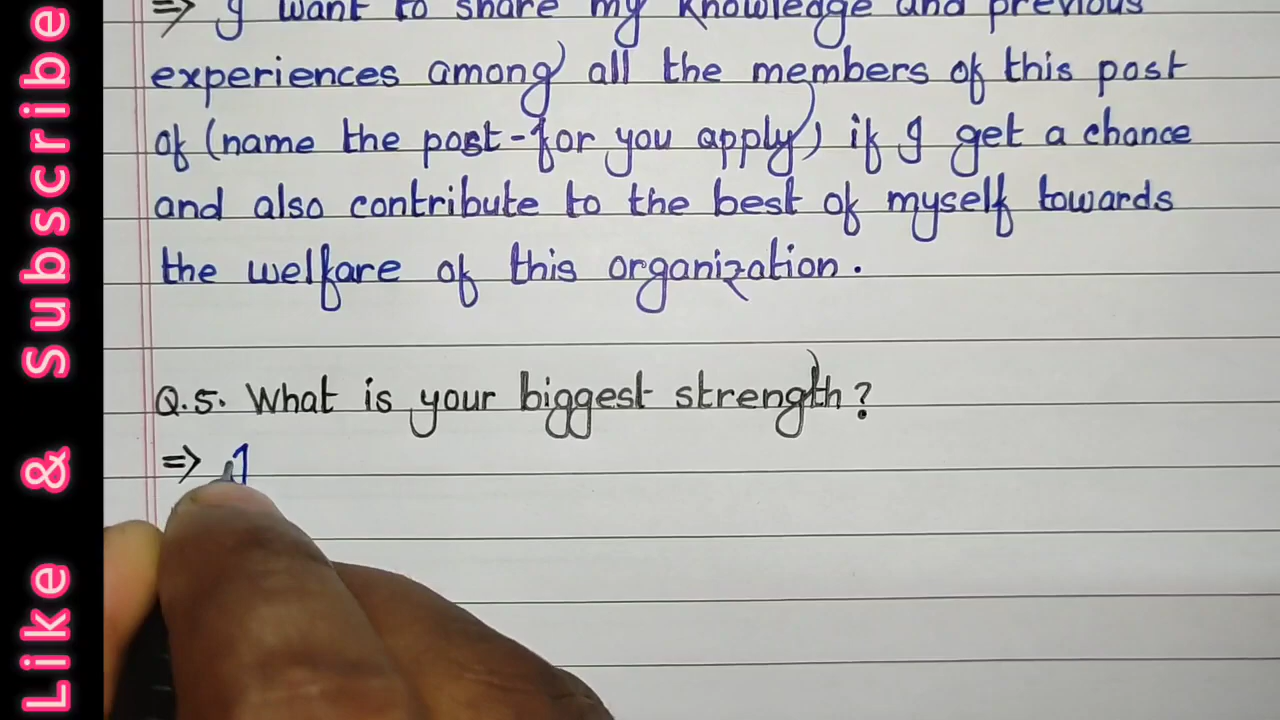 Like & Subscribe
⇒ I want to share my knowledge and previous
experiences among all the members of this post
of (name the post-for you apply) if I get a chance
and also contribute to the best of myself towards
the welfare of this organization.
Q.5. What is your biggest strength?
⇒ I